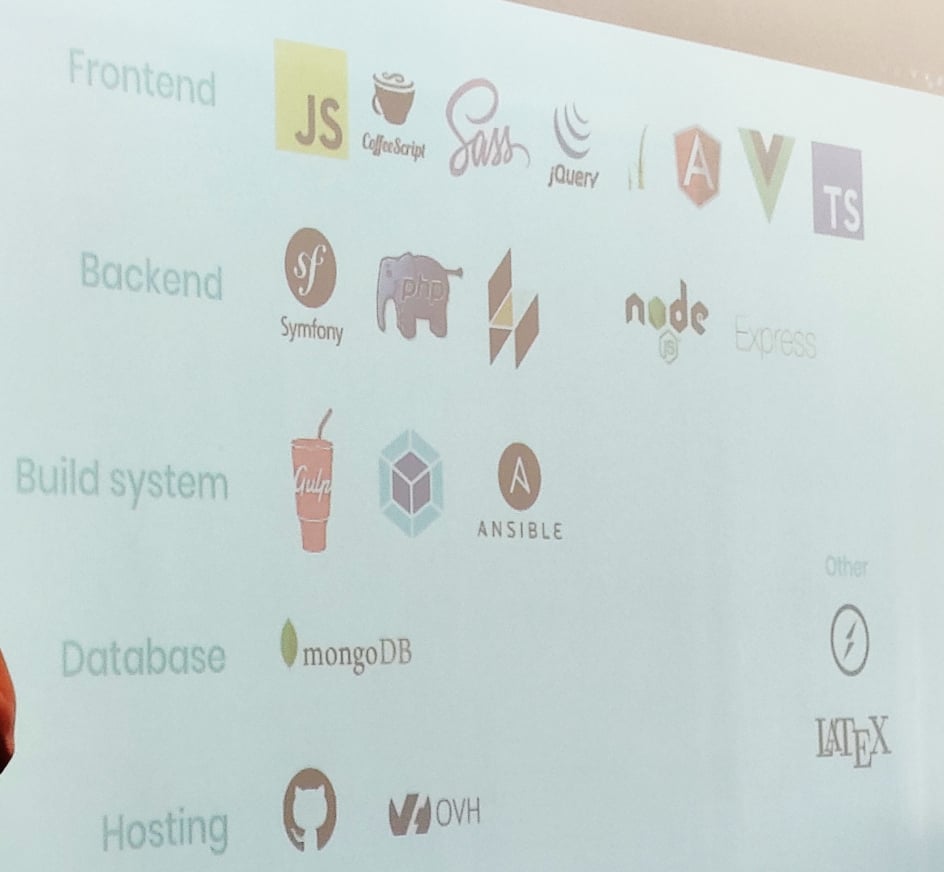 Frontend
JS
CoffeeScript
Sass
jQuery
A
TS
Backend
sf
Symfony
php
node
JS
Express
Build system
Gulp
A
ANSIBLE
Other
Database
mongoDB
LATEX
Hosting
OVH